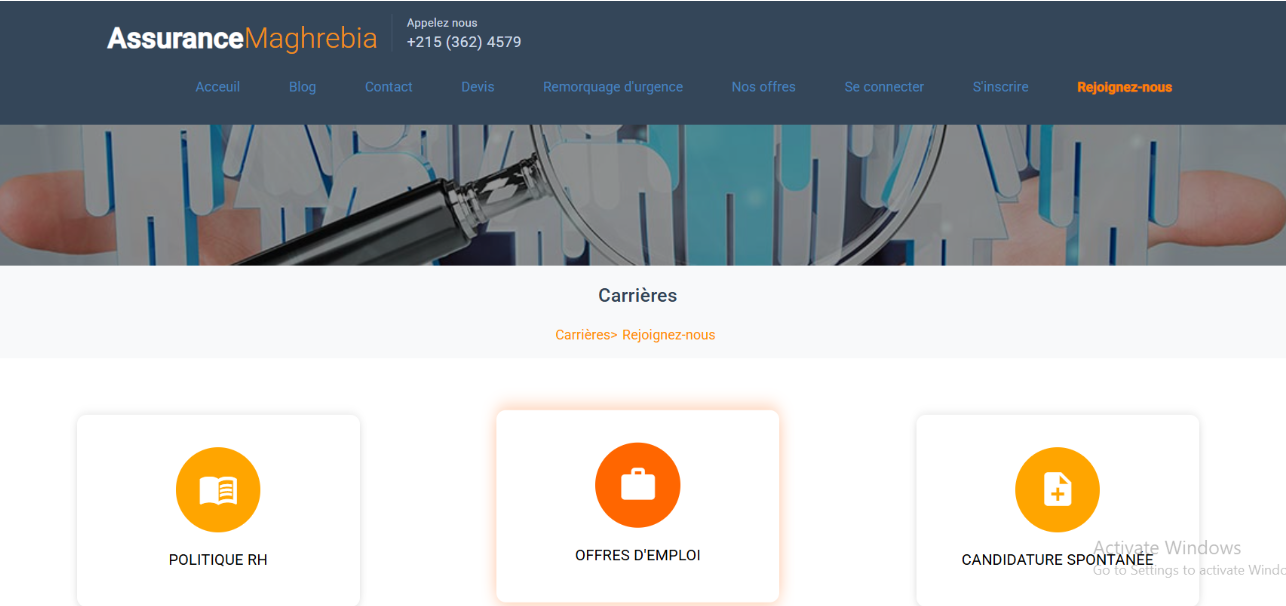 AssuranceMaghrebia
Appelez nous
+215 (362) 4579
Acceuil Blog Contact Devis Remorquage d'urgence Nos offres Se connecter S'inscrire Rejoignez-nous
Carrières
Carrières> Rejoignez-nous
POLITIQUE RH OFFRES D'EMPLOI CANDIDATURE SPONTANÉE
Activate Windows
Go to Settings to activate Windo